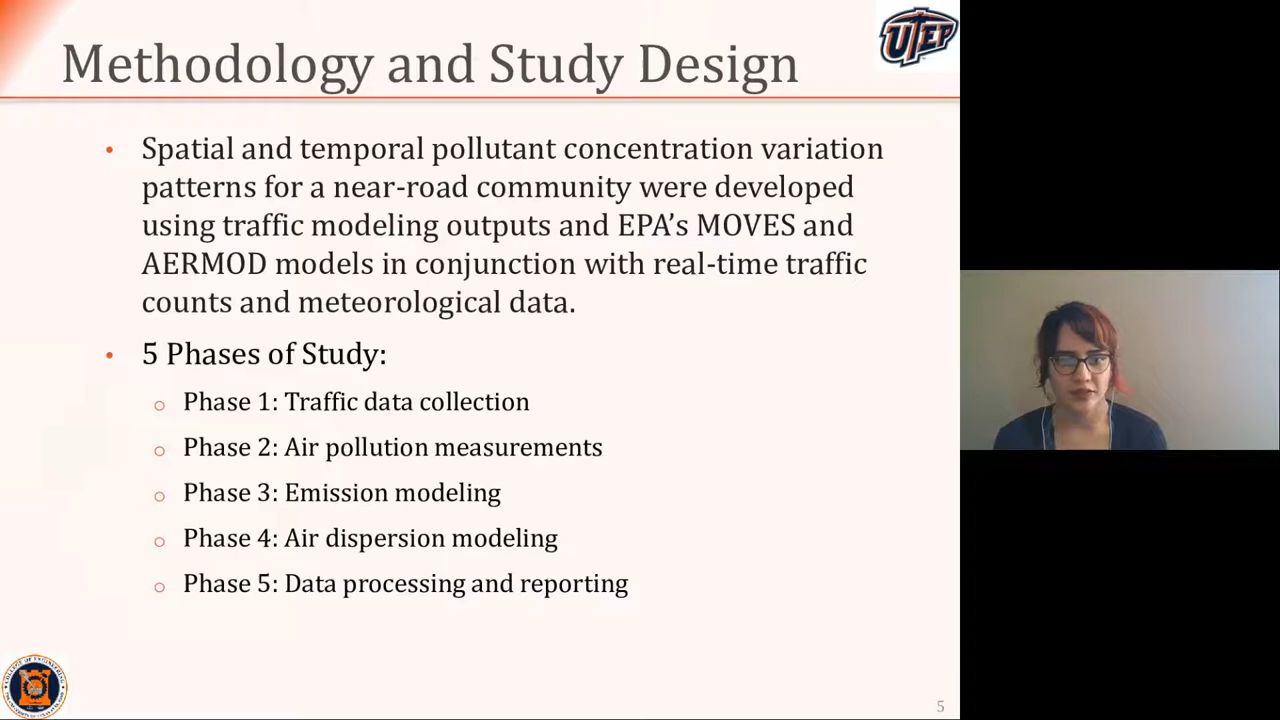 Methodology and Study Design
UTEP
• Spatial and temporal pollutant concentration variation
patterns for a near-road community were developed
using traffic modeling outputs and EPA's MOVES and
AERMOD models in conjunction with real-time traffic
counts and meteorological data.
• 5 Phases of Study:
o Phase 1: Traffic data collection
o Phase 2: Air pollution measurements
o Phase 3: Emission modeling
o Phase 4: Air dispersion modeling
o Phase 5: Data processing and reporting
COLLEGE OF ENGINEERING
5